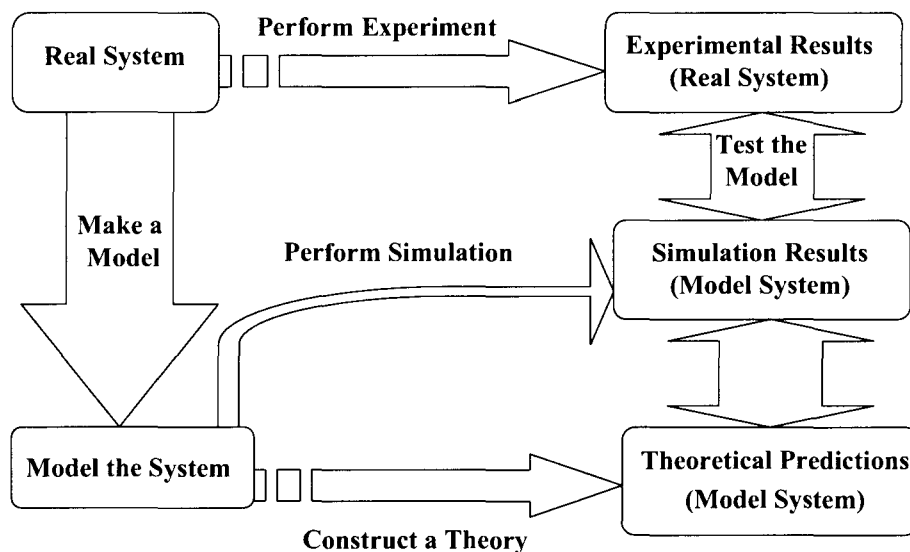 Perform Experiment
Real System
Experimental Results
(Real System)
Test the
Model
Make a
Model
Perform Simulation
Simulation Results
(Model System)
Model the System
Theoretical Predictions
(Model System)
Construct a Theory